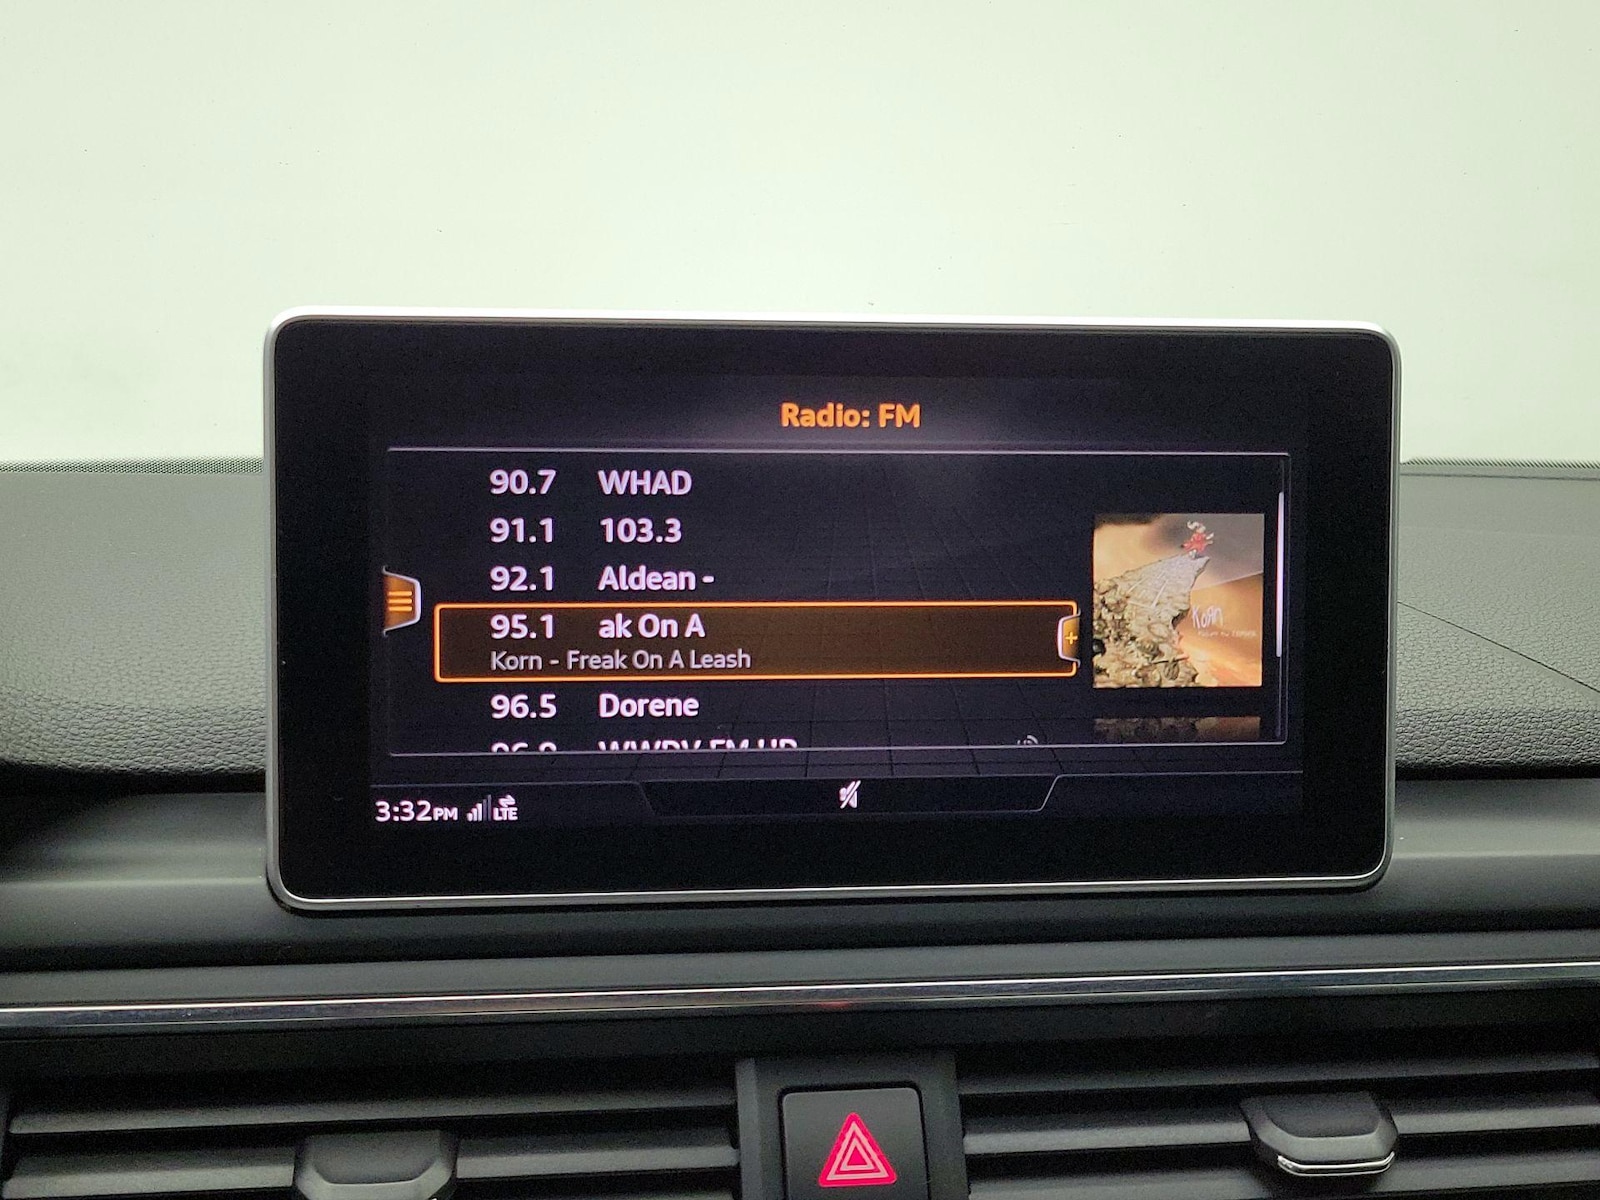 Radio: FM
90.7 WHAD
91.1 103.3
92.1 Aldean -
95.1 ak On A
Korn - Freak On A Leash
96.5 Dorene
KoRn
3:32PM LTE